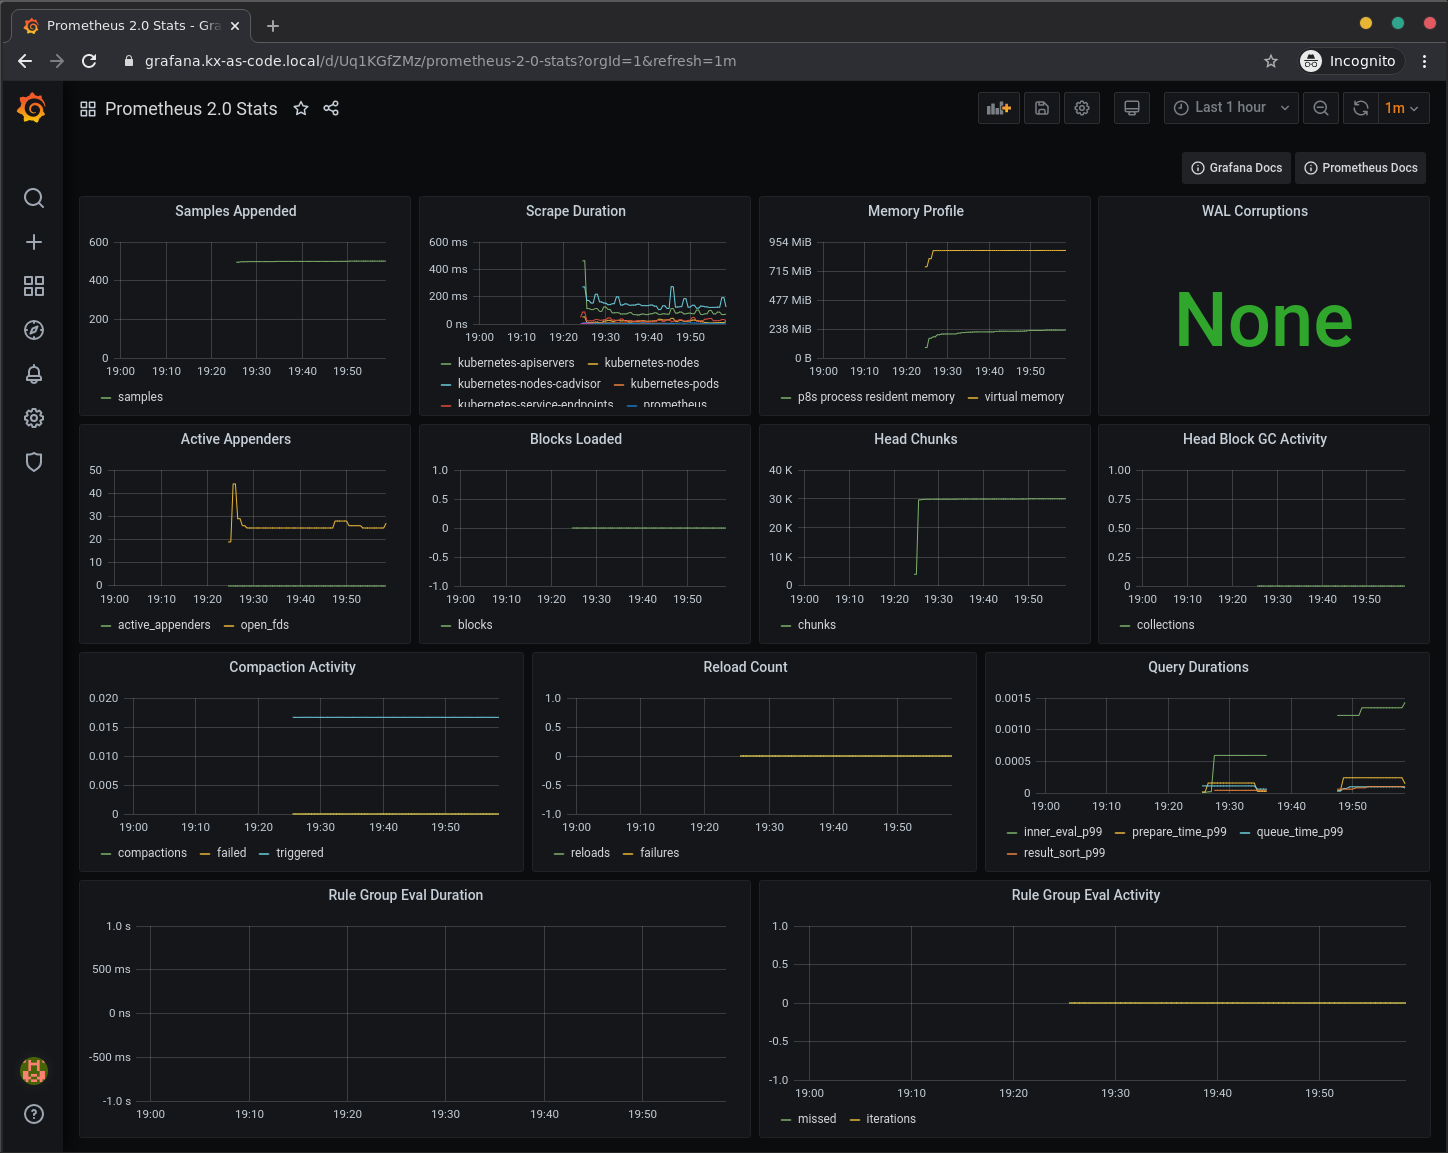 Prometheus 2.0 Stats - Gra
grafana.kx-as-code.local/d/Uq1KGfZMz/prometheus-2-0-stats?orgId=1&refresh=1m
Incognito
Prometheus 2.0 Stats
Last 1 hour
1m
Grafana Docs
Prometheus Docs
Samples Appended
600
400
200
0
19:00 19:10 19:20 19:30 19:40 19:50
samples
Scrape Duration
600 ms
400 ms
200 ms
0 ns
19:00 19:10 19:20 19:30 19:40 19:50
kubernetes-apiservers kubernetes-nodes
kubernetes-nodes-cadvisor kubernetes-pods
kubernetes-service-endpoints prometheus
Memory Profile
954 MiB
715 MiB
477 MiB
238 MiB
0 B
19:00 19:10 19:20 19:30 19:40 19:50
p8s process resident memory virtual memory
WAL Corruptions
None
Active Appenders
50
40
30
20
10
0
19:00 19:10 19:20 19:30 19:40 19:50
active_appenders open_fds
Blocks Loaded
1.0
0.5
0
-0.5
-1.0
19:00 19:10 19:20 19:30 19:40 19:50
blocks
Head Chunks
40 K
30 K
20 K
10 K
0
19:00 19:10 19:20 19:30 19:40 19:50
chunks
Head Block GC Activity
1.00
0.75
0.50
0.25
0
19:00 19:10 19:20 19:30 19:40 19:50
collections
Compaction Activity
0.020
0.015
0.010
0.005
0
19:00 19:10 19:20 19:30 19:40 19:50
compactions failed triggered
Reload Count
1.0
0.5
0
-0.5
-1.0
19:00 19:10 19:20 19:30 19:40 19:50
reloads failures
Query Durations
0.0015
0.0010
0.0005
0
19:00 19:10 19:20 19:30 19:40 19:50
inner_eval_p99 prepare_time_p99 queue_time_p99
result_sort_p99
Rule Group Eval Duration
1.0 s
500 ms
0 ns
-500 ms
-1.0 s
19:00 19:10 19:20 19:30 19:40 19:50
Rule Group Eval Activity
1.0
0.5
0
-0.5
-1.0
19:00 19:10 19:20 19:30 19:40 19:50
missed iterations